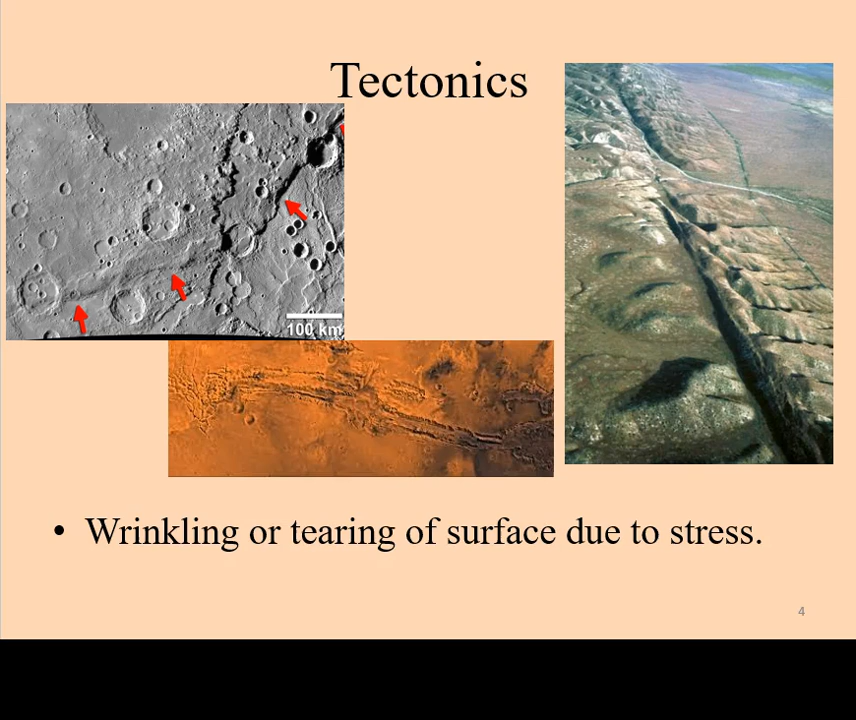 Tectonics
100 km
• Wrinkling or tearing of surface due to stress.
4